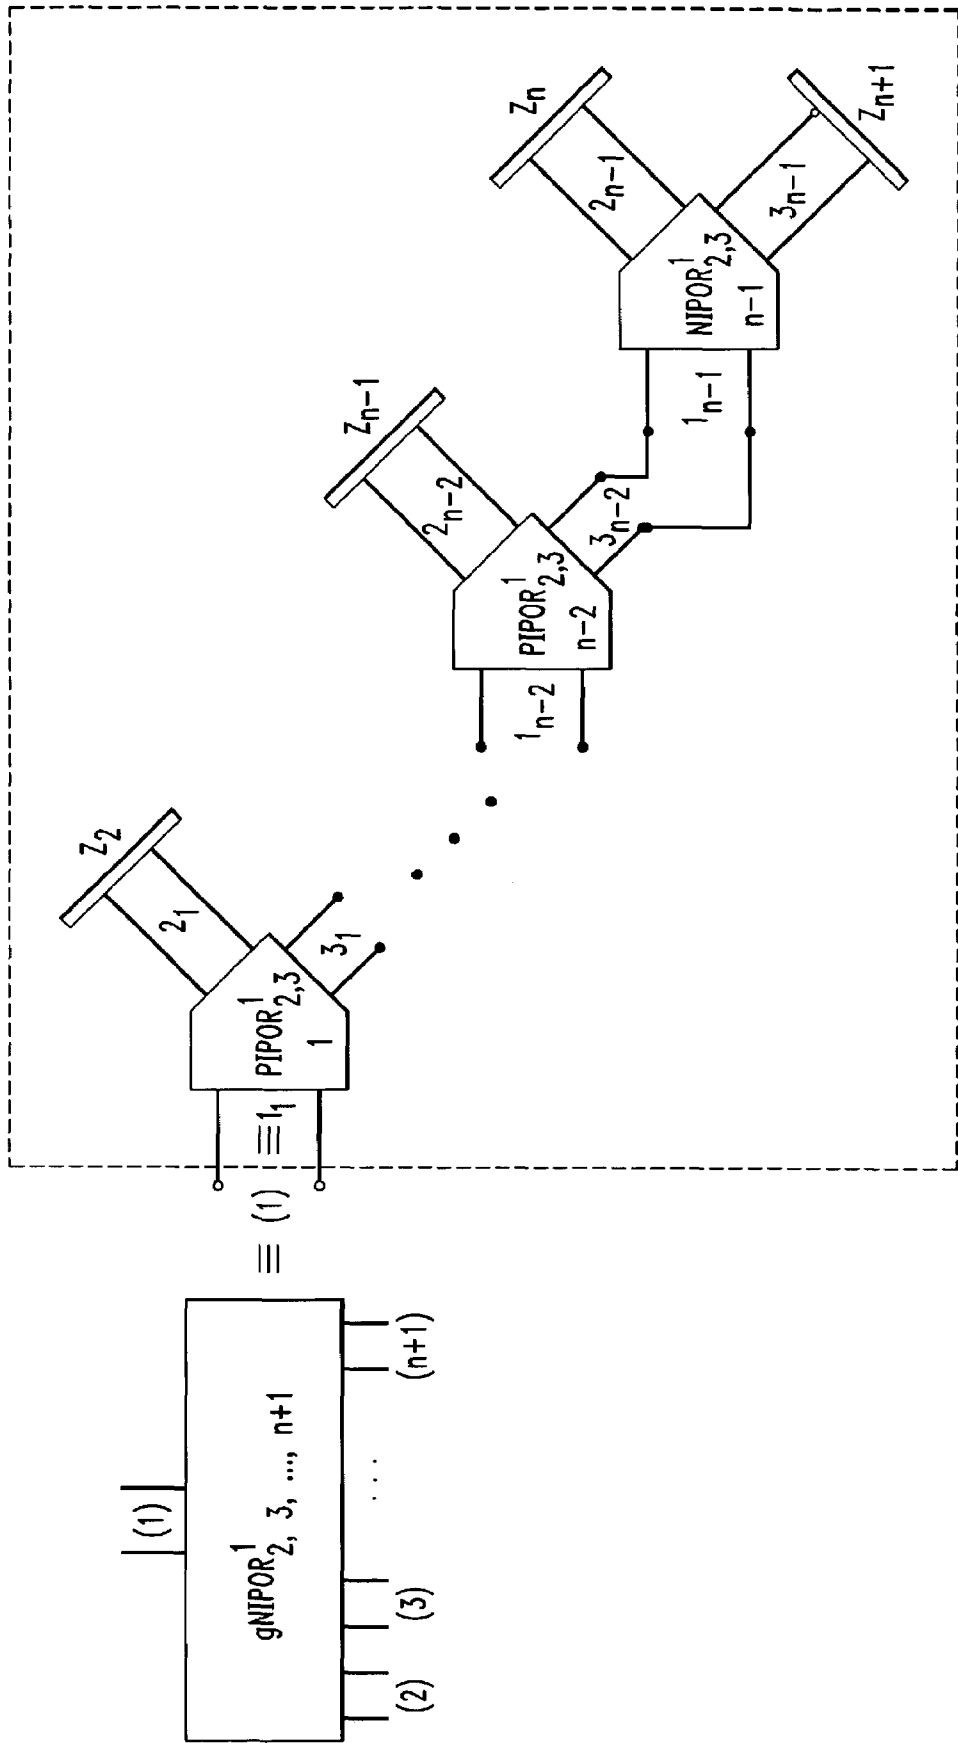 (1)
gNIPOR¹₂, ₃, ..., ₙ₊₁
(2)
(3)
...
(n+1)
≡ (1) ≡1₁
PIPOR¹₂,₃
1
2₁
Z₂
3₁
1ₙ₋₂
PIPOR¹₂,₃
n-2
2ₙ₋₂
Zₙ₋₁
3ₙ₋₂
1ₙ₋₁
NIPOR¹₂,₃
n-1
2ₙ₋₁
Zₙ
3ₙ₋₁
Zₙ₊₁